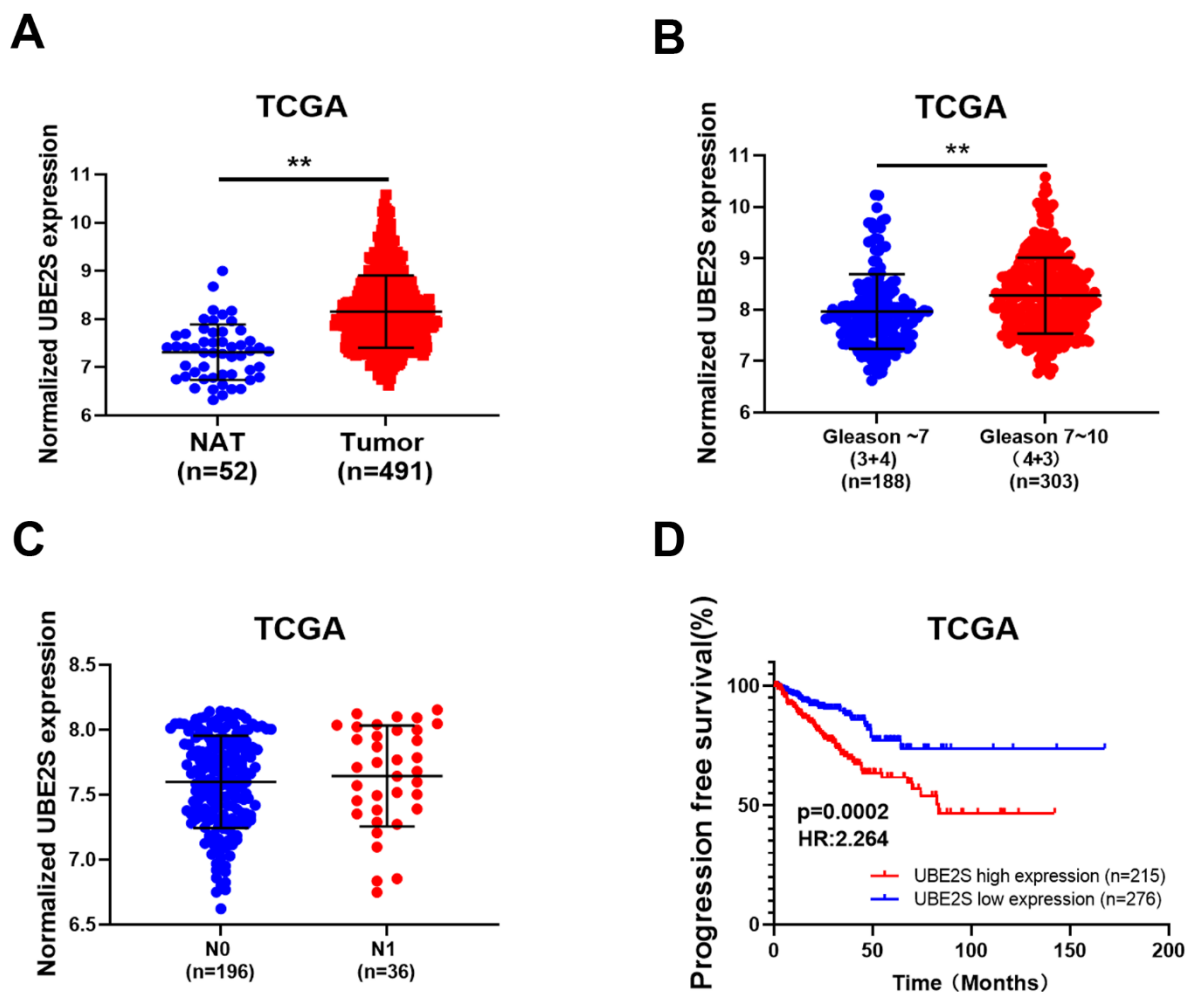 A
TCGA
**
Normalized UBE2S expression
11
10
9
8
7
6
NAT
(n=52)
Tumor
(n=491)
B
TCGA
**
Normalized UBE2S expression
11
10
9
8
7
6
Gleason ~7
(3+4)
(n=188)
Gleason 7~10
(4+3)
(n=303)
C
TCGA
Normalized UBE2S expression
8.5
8.0
7.5
7.0
6.5
N0
(n=196)
N1
(n=36)
D
TCGA
Progression free survival(%)
100
50
0
p=0.0002
HR:2.264
UBE2S high expression (n=215)
UBE2S low expression (n=276)
0 50 100 150 200
Time (Months)